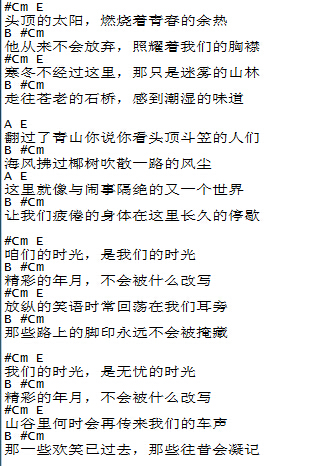 #Cm E
头顶的太阳，燃烧着青春的余热
B #Cm
他从来不会放弃，照耀着我们的胸襟
#Cm E
寒冬不经过这里，那只是迷雾的山林
B #Cm
走往苍老的石桥，感到潮湿的味道
A E
翻过了青山你说你看头顶斗笠的人们
B #Cm
海风拂过椰树吹散一路的风尘
A E
这里就像与闹事隔绝的又一个世界
B #Cm
让我们疲倦的身体在这里长久的停歇
#Cm E
咱们的时光，是我们的时光
B #Cm
精彩的年月，不会被什么改写
#Cm E
放纵的笑语时常回荡在我们耳旁
B #Cm
那些路上的脚印永远不会被掩藏
#Cm E
我们的时光，是无忧的时光
B #Cm
精彩的年月，不会被什么改写
#Cm E
山谷里何时会再传来我们的车声
B #Cm
那一些欢笑已过去，那些往昔会凝记